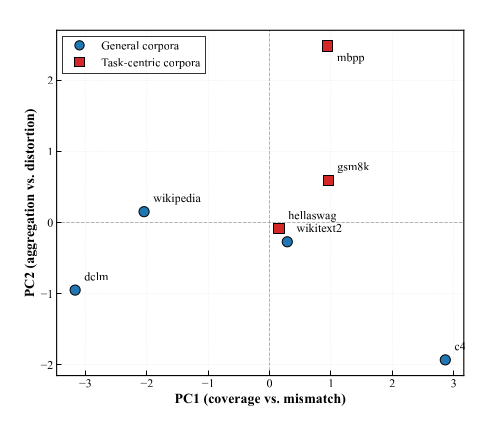 General corpora
Task-centric corpora
mbpp
gsm8k
wikipedia
hellaswag
wikitext2
dclm
c4
2
1
0
−1
−2
−3
−2
−1
0
1
2
3
PC1 (coverage vs. mismatch)
PC2 (aggregation vs. distortion)